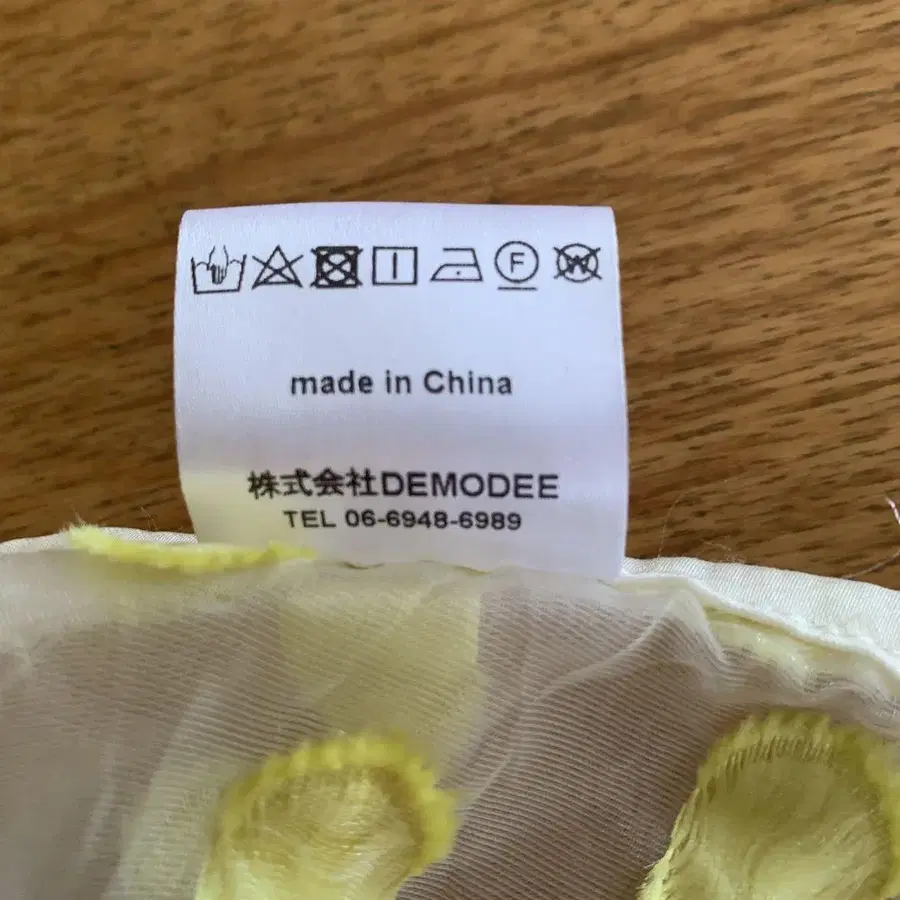 F W
made in China
株式会社DEMODEE
TEL 06-6948-6989